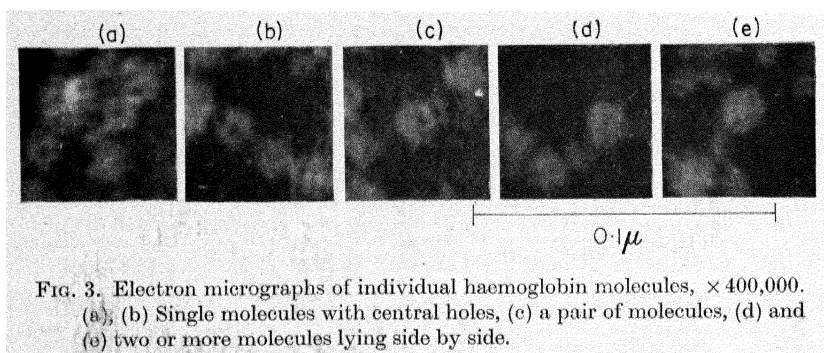 (a) (b) (c) (d) (e)
0·1μ
FIG. 3. Electron micrographs of individual haemoglobin molecules, × 400,000.
(a), (b) Single molecules with central holes, (c) a pair of molecules, (d) and
(e) two or more molecules lying side by side.